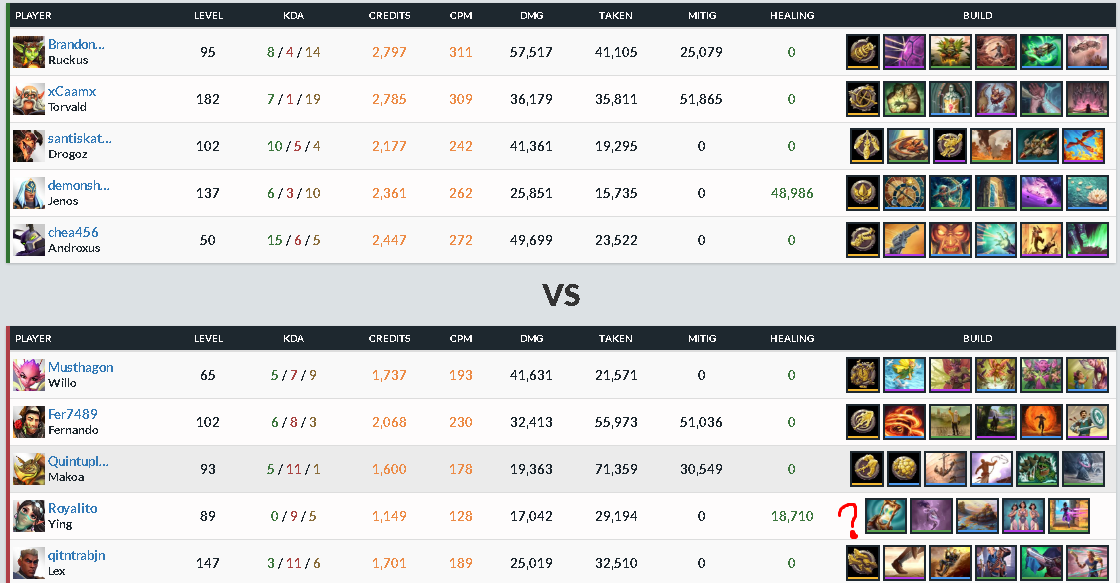 PLAYER LEVEL KDA CREDITS CPM DMG TAKEN MITIG HEALING BUILD
Brandon... 95 8 / 4 / 14 2,797 311 57,517 41,105 25,079 0
Ruckus
xCaamx 182 7 / 1 / 19 2,785 309 36,179 35,811 51,865 0
Torvald
santiskat... 102 10 / 5 / 4 2,177 242 41,361 19,295 0 0
Drogoz
demonsh... 137 6 / 3 / 10 2,361 262 25,851 15,735 0 48,986
Jenos
chea456 50 15 / 6 / 5 2,447 272 49,699 23,522 0 0
Androxus
VS
PLAYER LEVEL KDA CREDITS CPM DMG TAKEN MITIG HEALING BUILD
Musthagon 65 5 / 7 / 9 1,737 193 41,631 21,571 0 0
Willo
Fer7489 102 6 / 8 / 3 2,068 230 32,413 55,973 51,036 0
Fernando
Quintupl... 93 5 / 11 / 1 1,600 178 19,363 71,359 30,549 0
Makoa
Royalito 89 0 / 9 / 5 1,149 128 17,042 29,194 0 18,710 ?
Ying
qitntrabjn 147 3 / 11 / 6 1,701 189 25,019 32,510 0 0
Lex